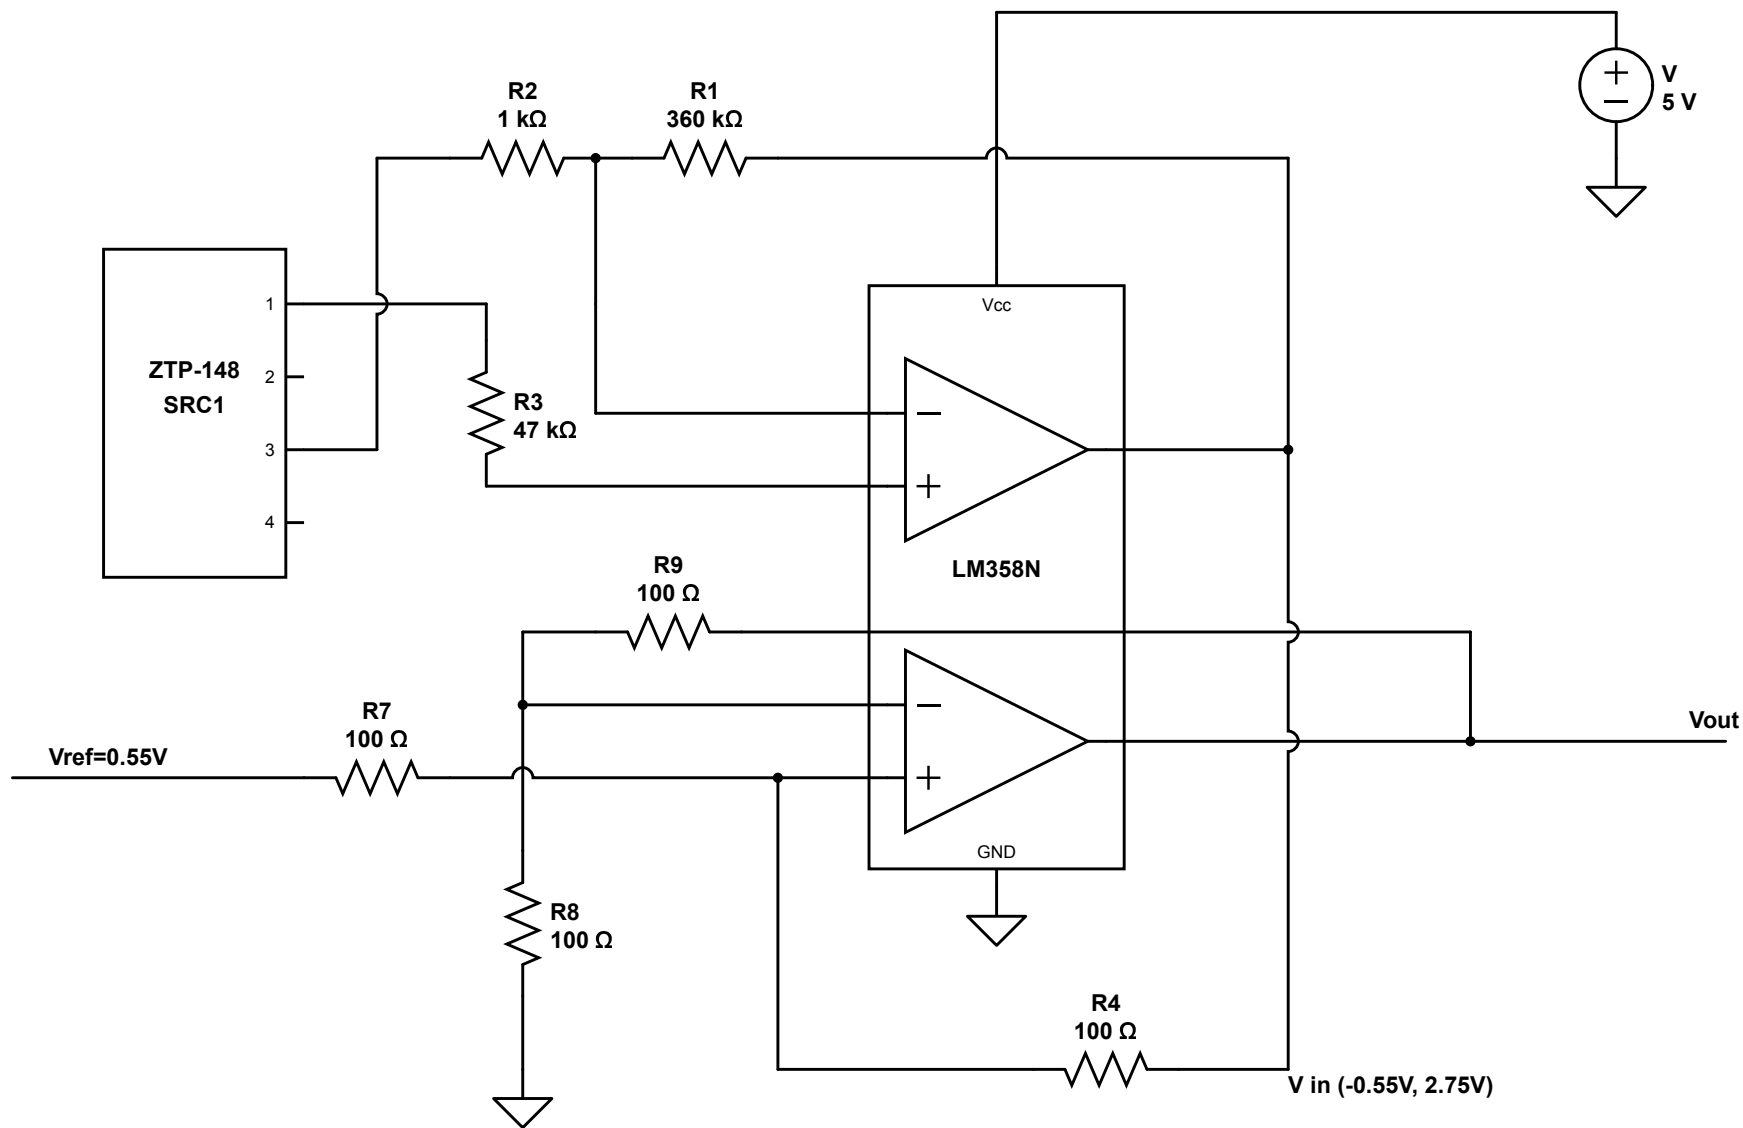 V
5 V
R2
1 kΩ
R1
360 kΩ
1
Vcc
ZTP-148
SRC1
2
R3
47 kΩ
3
4
LM358N
R9
100 Ω
R7
100 Ω
Vref=0.55V
Vout
GND
R8
100 Ω
R4
100 Ω
V in (-0.55V, 2.75V)